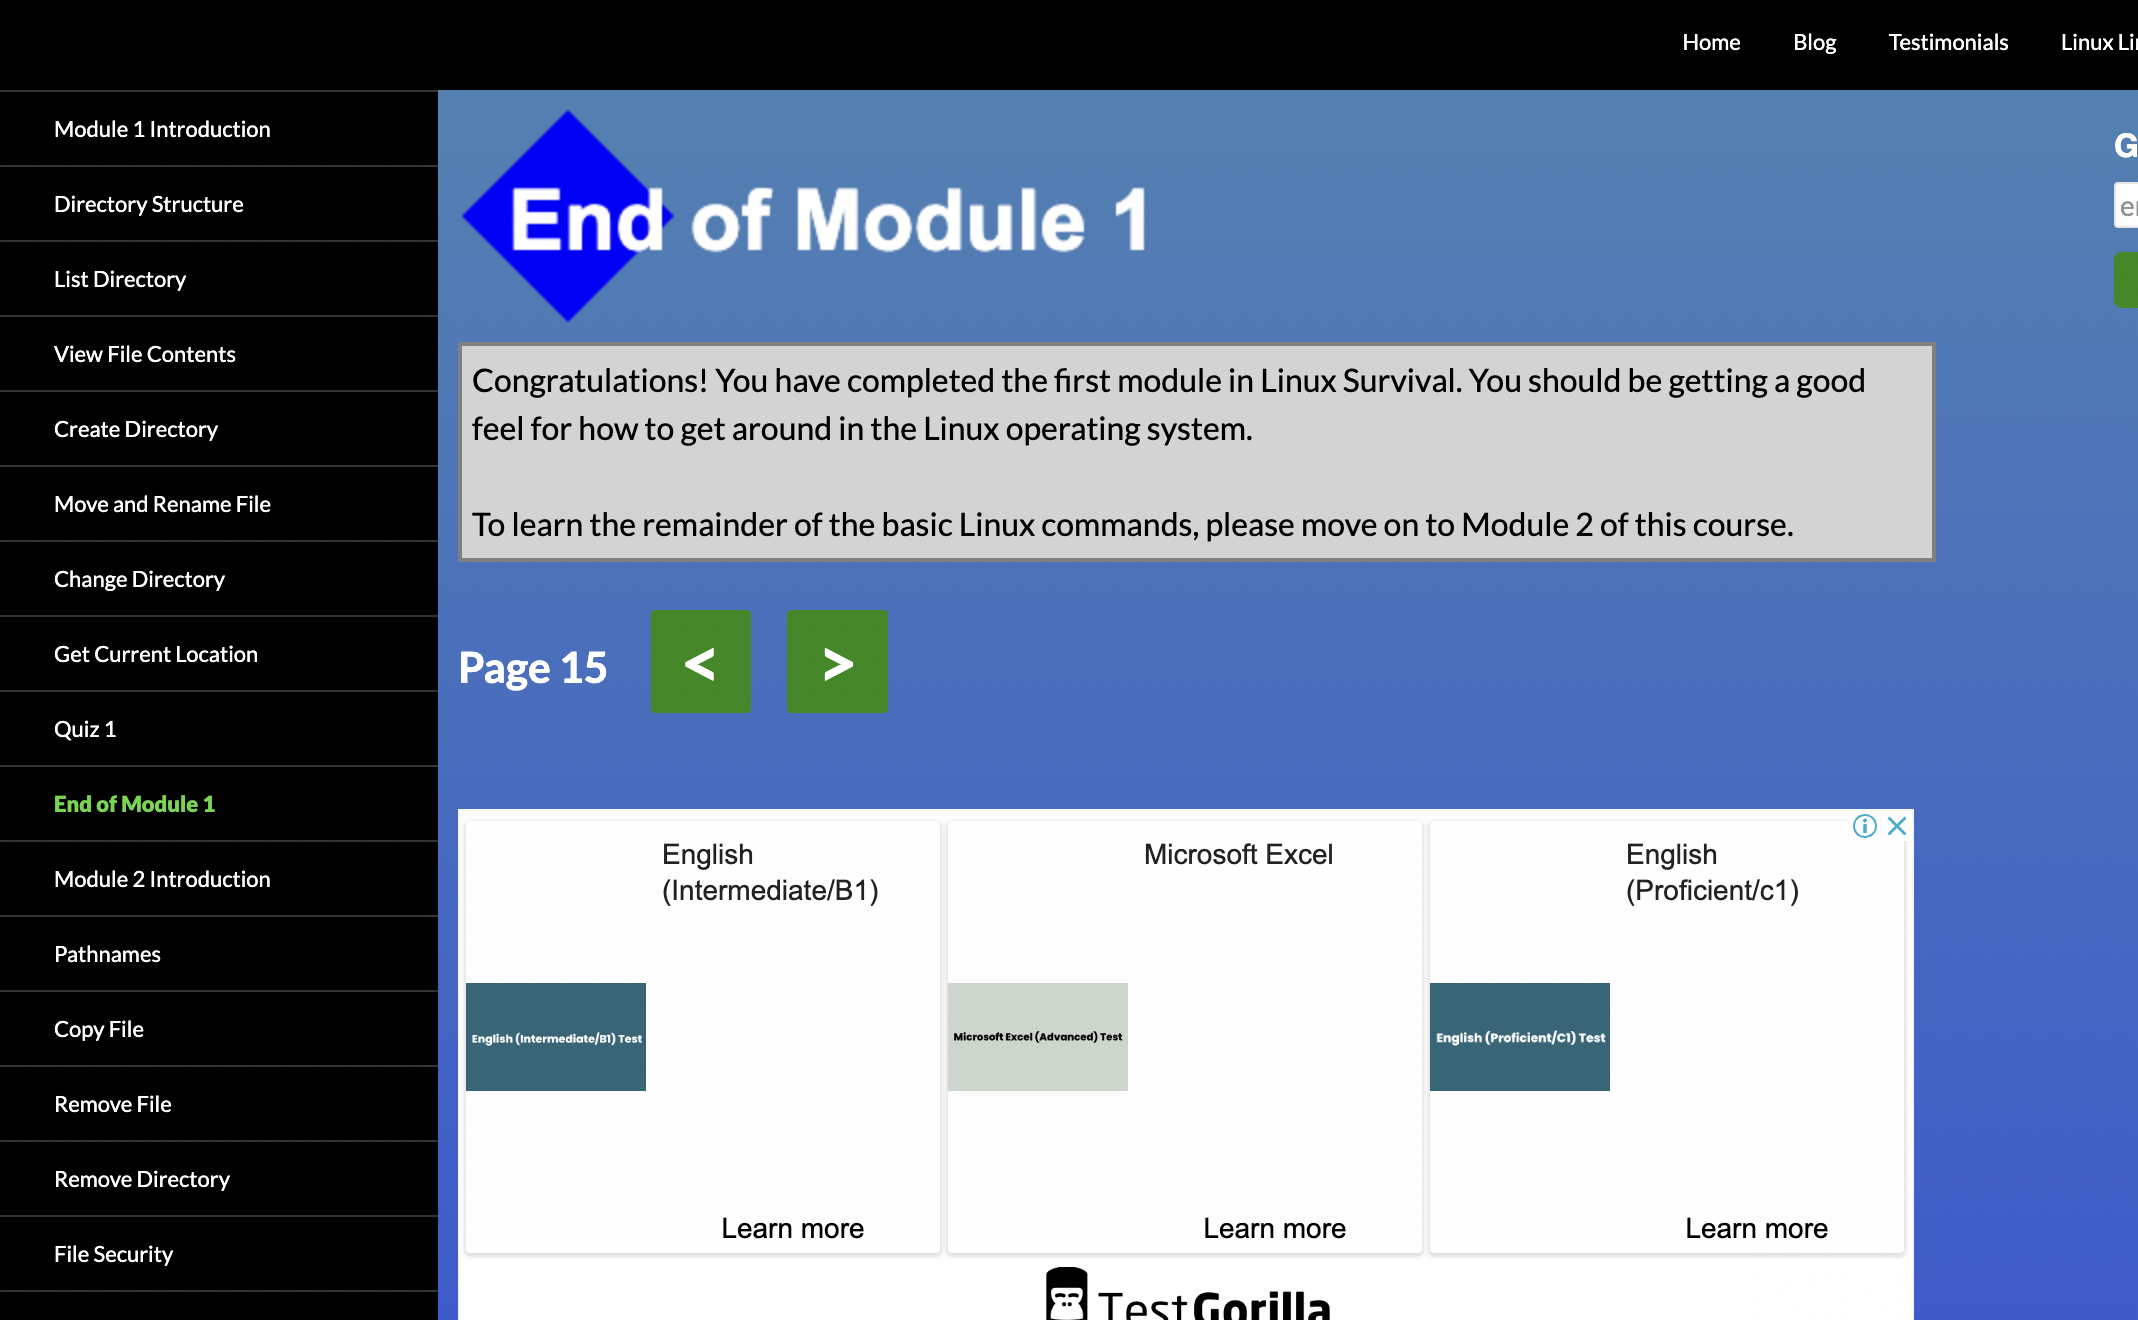 Home
Blog
Testimonials
Linux
Module 1 Introduction
Directory Structure
List Directory
View File Contents
Create Directory
Move and Rename File
Change Directory
Get Current Location
Quiz 1
End of Module 1
Module 2 Introduction
Pathnames
Copy File
Remove File
Remove Directory
File Security
End of Module 1
Congratulations! You have completed the first module in Linux Survival. You should be getting a good
feel for how to get around in the Linux operating system.
To learn the remainder of the basic Linux commands, please move on to Module 2 of this course.
Page 15
<
>
English
(Intermediate/B1)
English (Intermediate/B1) Test
Learn more
Microsoft Excel
Microsoft Excel (Advanced) Test
Learn more
English
(Proficient/c1)
English (Proficient/C1) Test
Learn more
TestGorilla